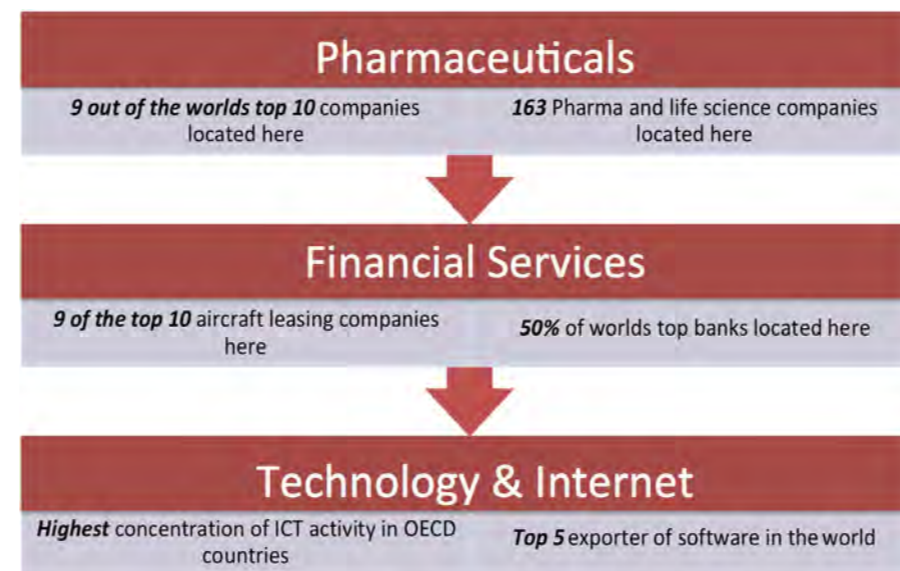 Pharmaceuticals
9 out of the worlds top 10 companies
located here
163 Pharma and life science companies
located here
Financial Services
9 of the top 10 aircraft leasing companies
here
50% of worlds top banks located here
Technology & Internet
Highest concentration of ICT activity in OECD
countries
Top 5 exporter of software in the world